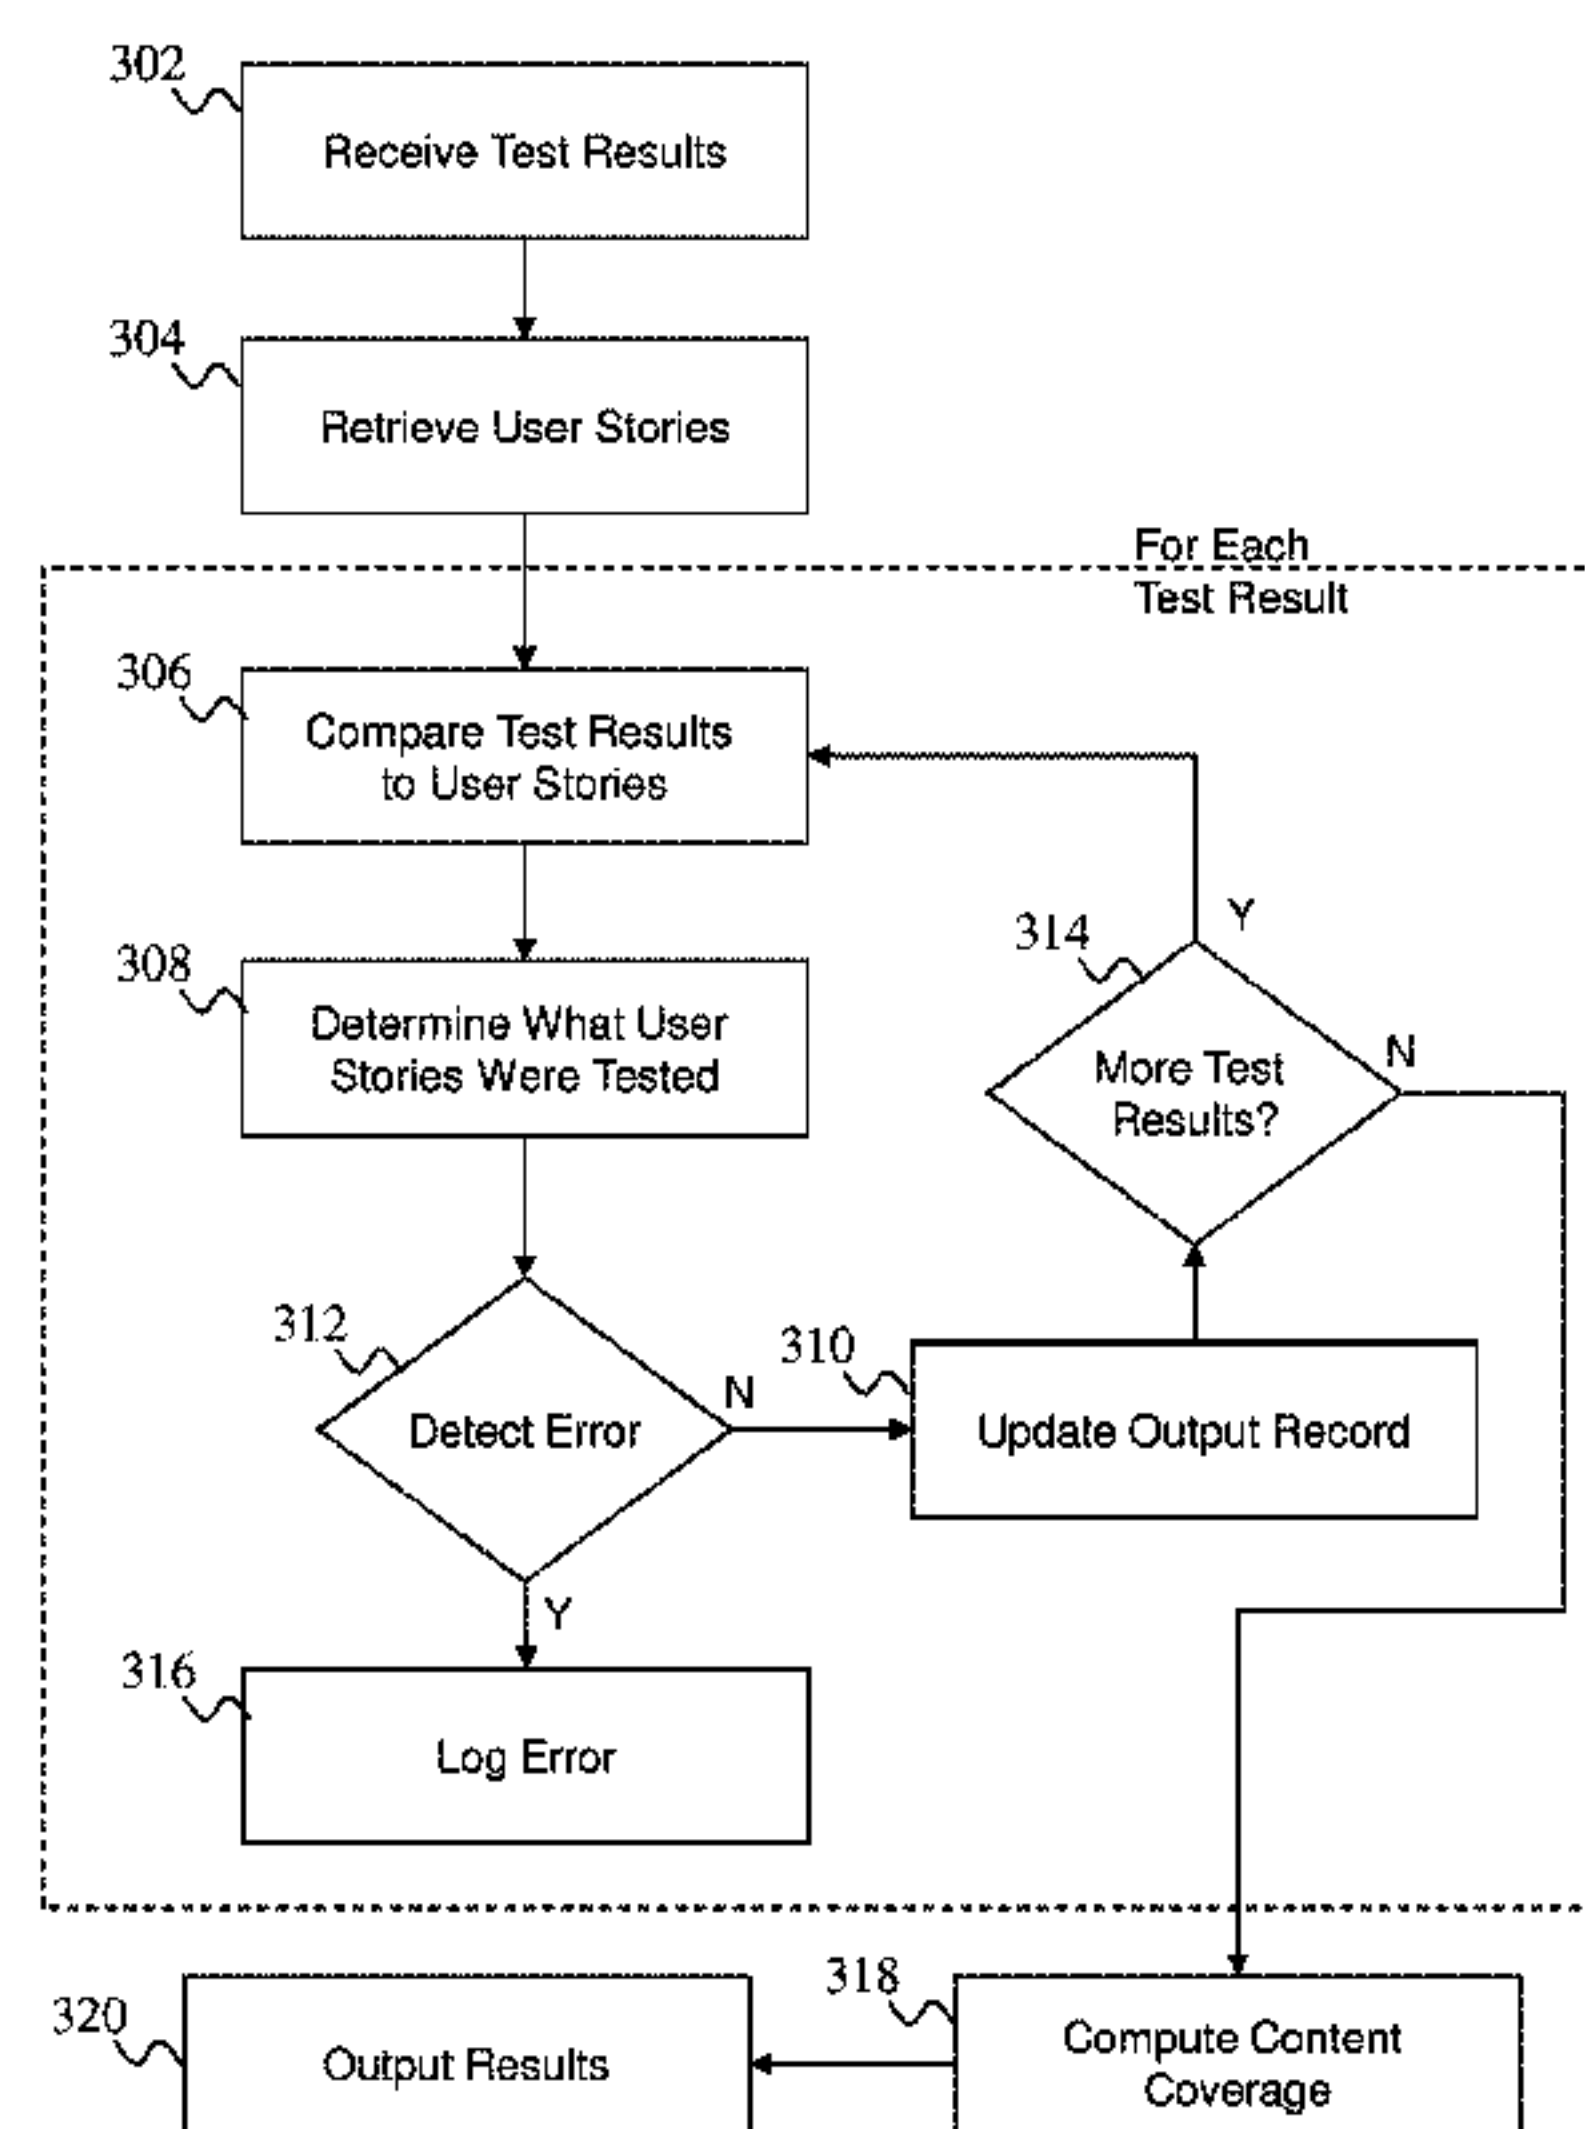 302
Receive Test Results
304
Retrieve User Stories
For Each
Test Result
306
Compare Test Results
to User Stories
308
Determine What User
Stories Were Tested
314
Y
More Test
Results?
N
312
Detect Error
N
310
Update Output Record
Y
316
Log Error
318
Compute Content
Coverage
320
Output Results